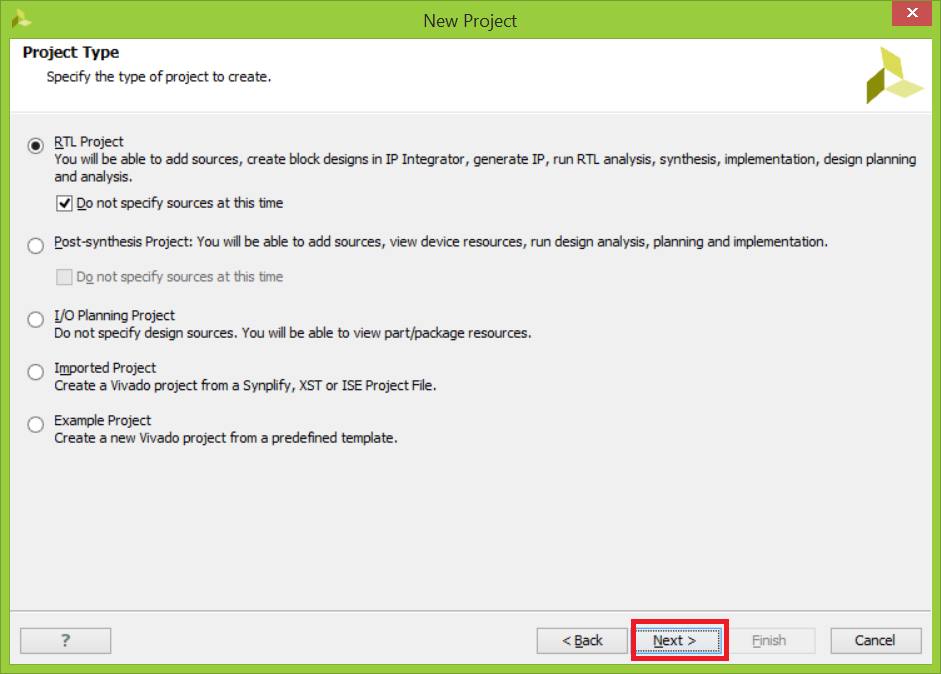 New Project
Project Type
Specify the type of project to create.
RTL Project
You will be able to add sources, create block designs in IP Integrator, generate IP, run RTL analysis, synthesis, implementation, design planning
and analysis.
Do not specify sources at this time
Post-synthesis Project: You will be able to add sources, view device resources, run design analysis, planning and implementation.
Do not specify sources at this time
I/O Planning Project
Do not specify design sources. You will be able to view part/package resources.
Imported Project
Create a Vivado project from a Synplify, XST or ISE Project File.
Example Project
Create a new Vivado project from a predefined template.
? < Back Next > Finish Cancel